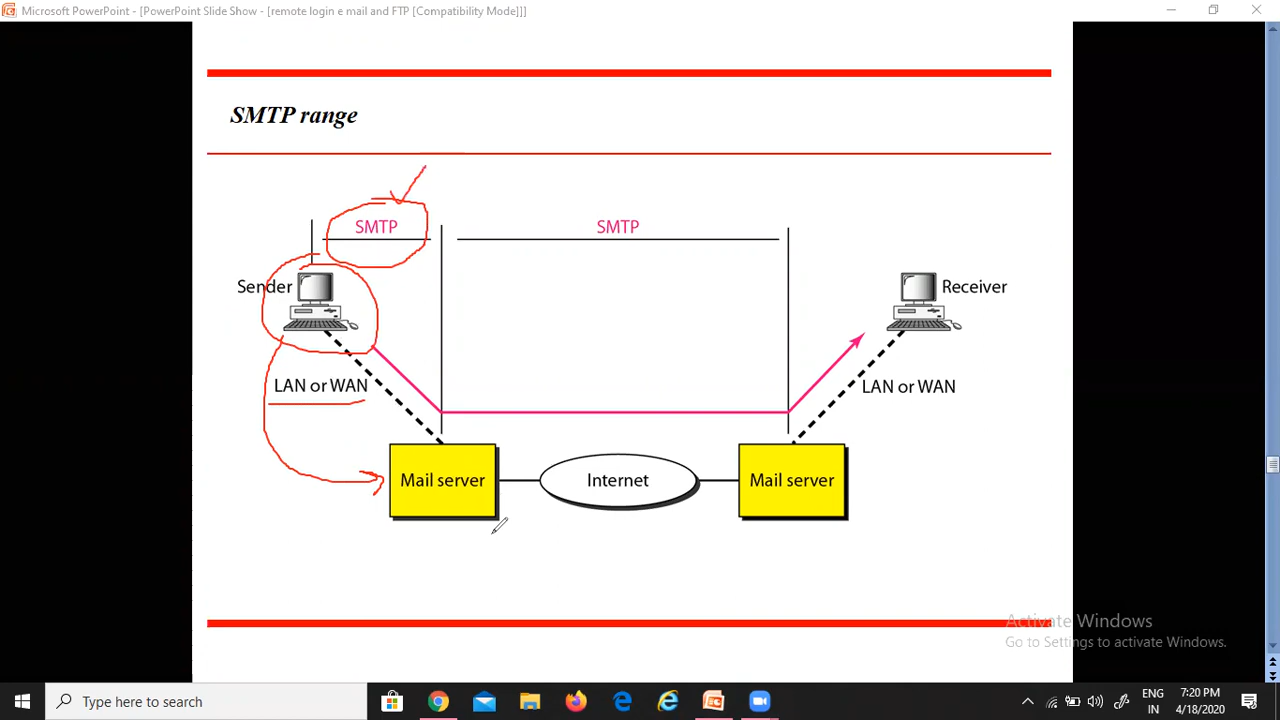 Microsoft PowerPoint - [PowerPoint Slide Show - [remote login e mail and FTP [Compatibility Mode]]]
SMTP range
SMTP
SMTP
Sender
Receiver
LAN or WAN
LAN or WAN
Mail server
Internet
Mail server
Activate Windows
Go to Settings to activate Windows.
Type here to search
ENG
7:20 PM
IN
4/18/2020